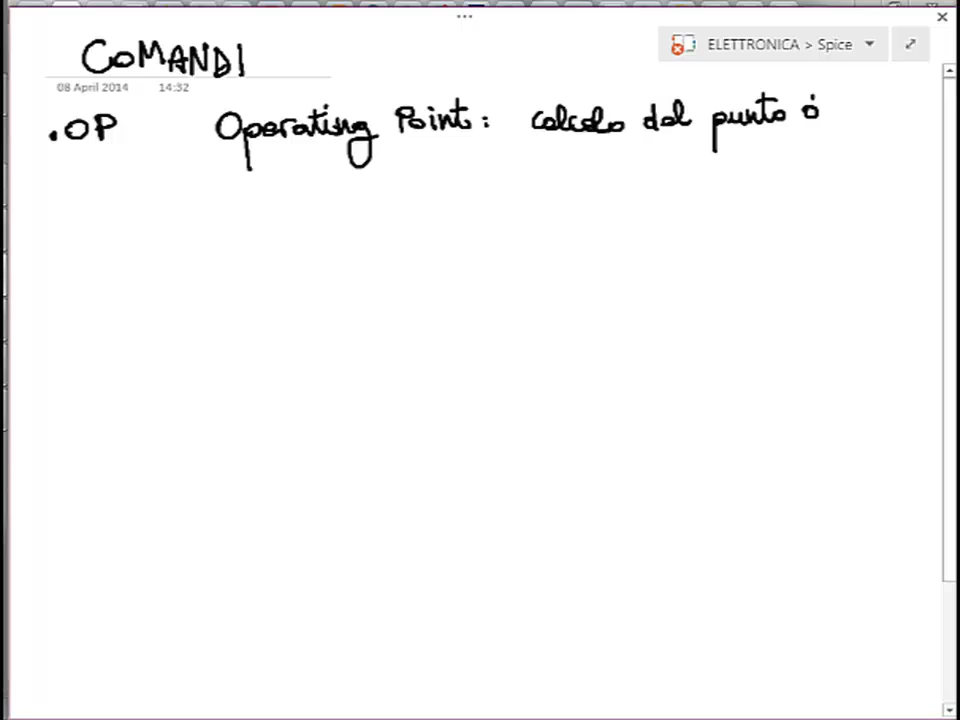 COMANDI
ELETTRONICA > Spice
08 April 2014 14:32
.OP Operating Point: calcolo del punto